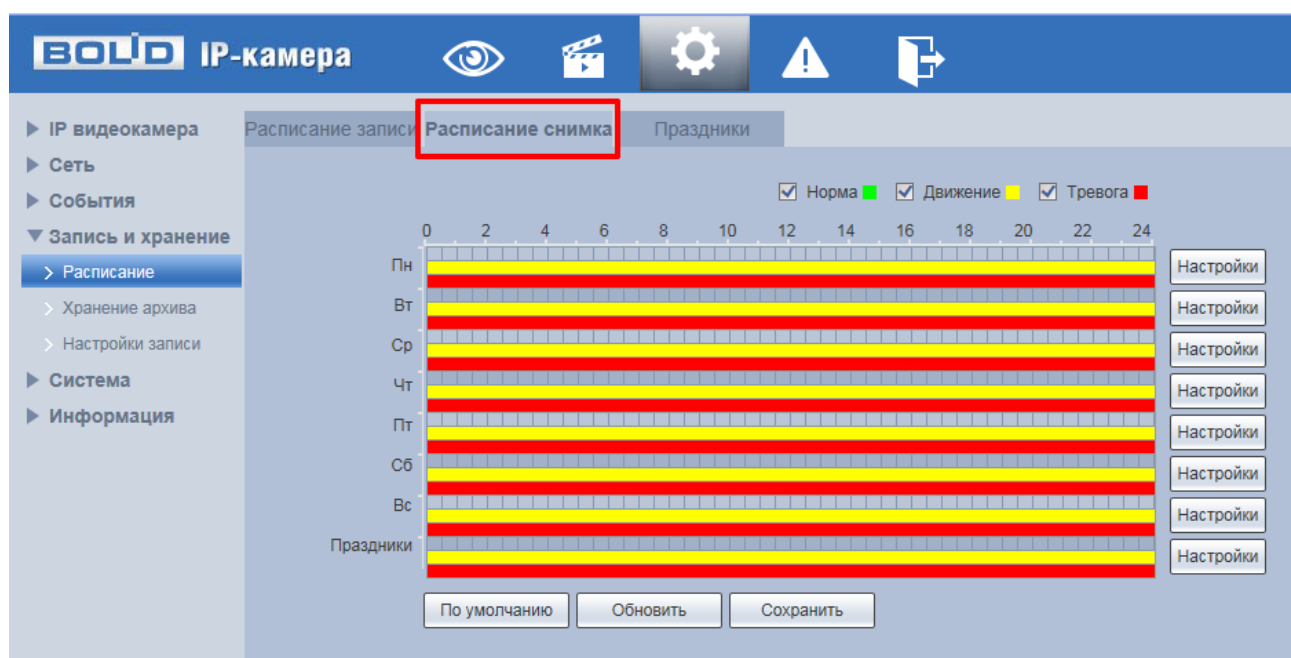 BOLID IP-камера
IP видеокамера
Сеть
События
Запись и хранение
Расписание
Хранение архива
Настройки записи
Система
Информация
Расписание записи Расписание снимка Праздники
Норма Движение Тревога
0 2 4 6 8 10 12 14 16 18 20 22 24
Пн Настройки
Вт Настройки
Ср Настройки
Чт Настройки
Пт Настройки
Сб Настройки
Вс Настройки
Праздники Настройки
По умолчанию Обновить Сохранить